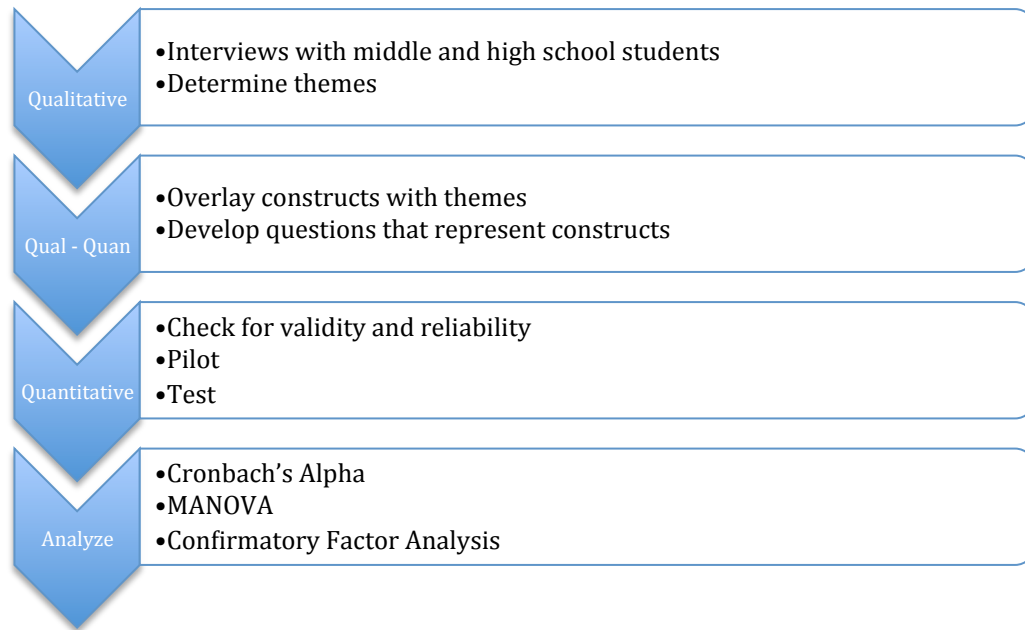 Qualitative
•Interviews with middle and high school students
•Determine themes
Qual - Quan
•Overlay constructs with themes
•Develop questions that represent constructs
Quantitative
•Check for validity and reliability
•Pilot
•Test
Analyze
•Cronbach’s Alpha
•MANOVA
•Confirmatory Factor Analysis